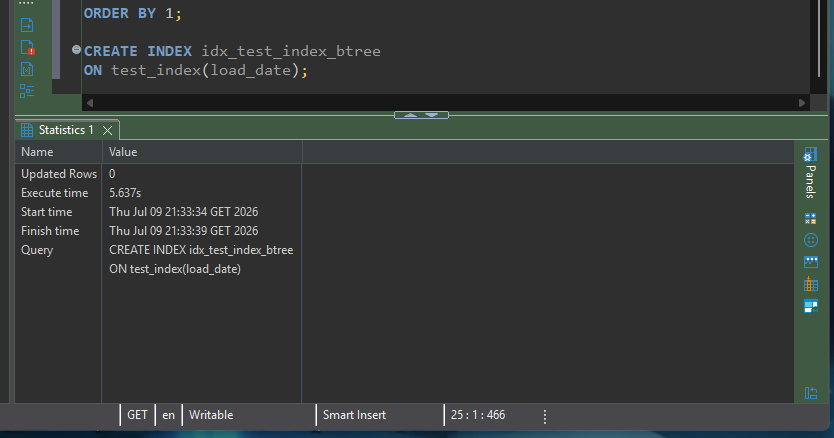 ORDER BY 1;
CREATE INDEX idx_test_index_btree
ON test_index(load_date);
Statistics 1
Name Value
Updated Rows 0
Execute time 5.637s
Start time Thu Jul 09 21:33:34 GET 2026
Finish time Thu Jul 09 21:33:39 GET 2026
Query CREATE INDEX idx_test_index_btree
ON test_index(load_date)
Panels
GET en Writable Smart Insert 25 : 1 : 466